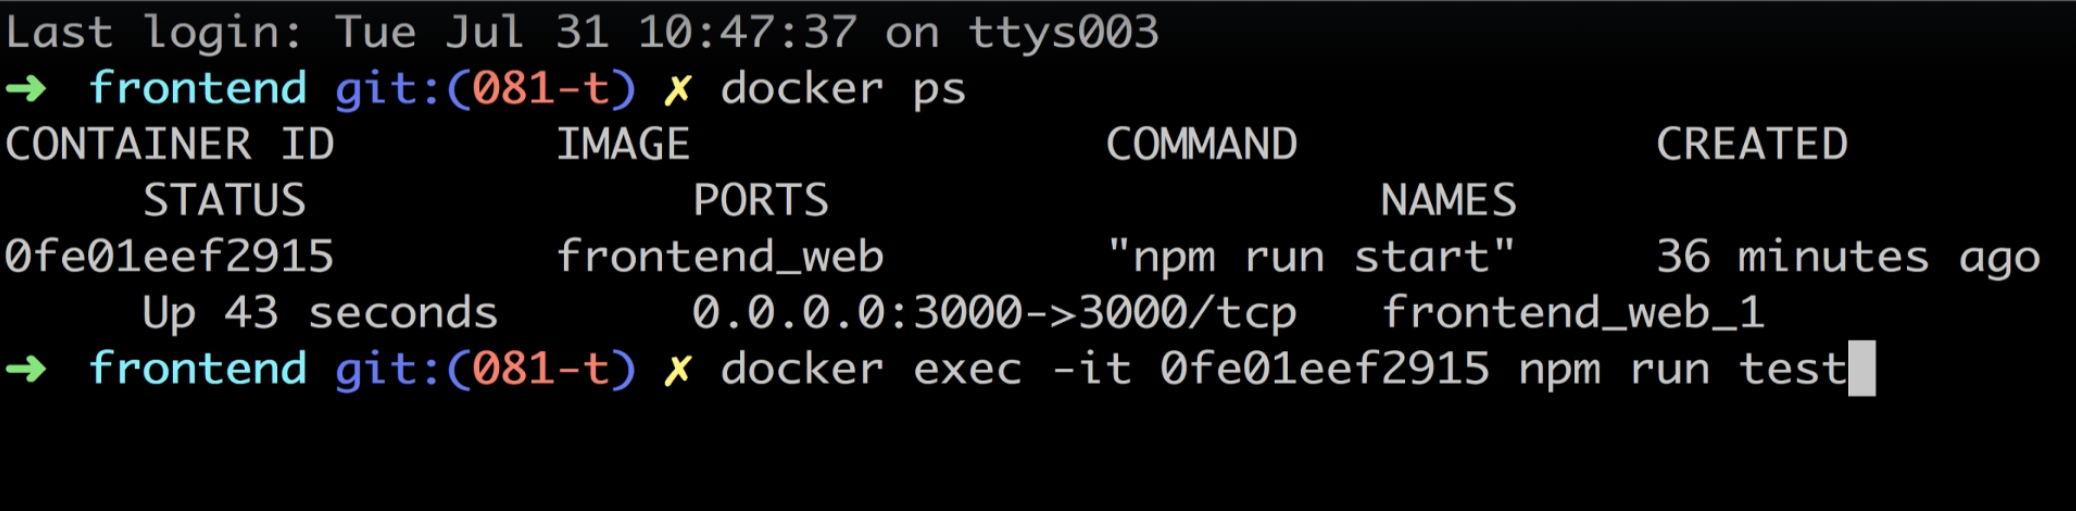 Last login: Tue Jul 31 10:47:37 on ttys003
➜  frontend git:(081-t) ✗ docker ps
CONTAINER ID        IMAGE               COMMAND             CREATED
     STATUS              PORTS                    NAMES
0fe01eef2915        frontend_web        "npm run start"     36 minutes ago
     Up 43 seconds       0.0.0.0:3000->3000/tcp   frontend_web_1
➜  frontend git:(081-t) ✗ docker exec -it 0fe01eef2915 npm run test